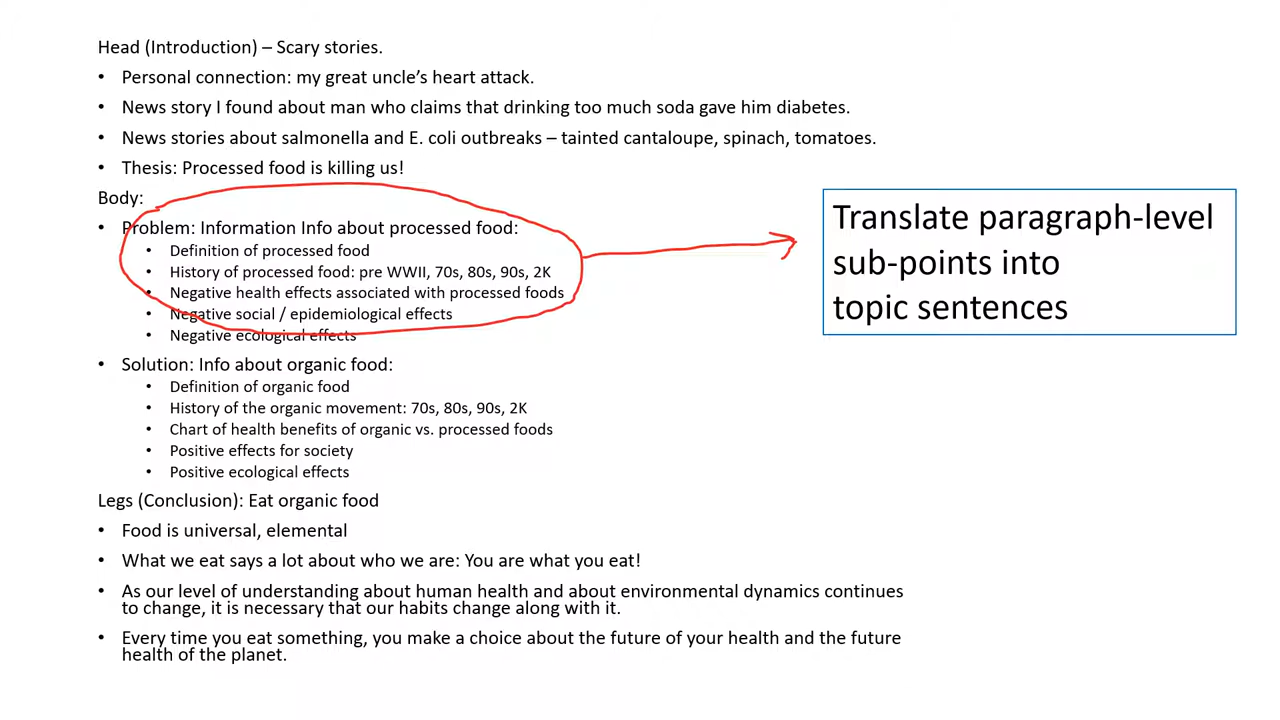 Head (Introduction) – Scary stories.
• Personal connection: my great uncle's heart attack.
• News story I found about man who claims that drinking too much soda gave him diabetes.
• News stories about salmonella and E. coli outbreaks – tainted cantaloupe, spinach, tomatoes.
• Thesis: Processed food is killing us!
Body:
• Problem: Information Info about processed food:
• Definition of processed food
• History of processed food: pre WWII, 70s, 80s, 90s, 2K
• Negative health effects associated with processed foods
• Negative social / epidemiological effects
• Negative ecological effects
• Solution: Info about organic food:
• Definition of organic food
• History of the organic movement: 70s, 80s, 90s, 2K
• Chart of health benefits of organic vs. processed foods
• Positive effects for society
• Positive ecological effects
Legs (Conclusion): Eat organic food
• Food is universal, elemental
• What we eat says a lot about who we are: You are what you eat!
• As our level of understanding about human health and about environmental dynamics continues
to change, it is necessary that our habits change along with it.
• Every time you eat something, you make a choice about the future of your health and the future
health of the planet.
Translate paragraph-level
sub-points into
topic sentences